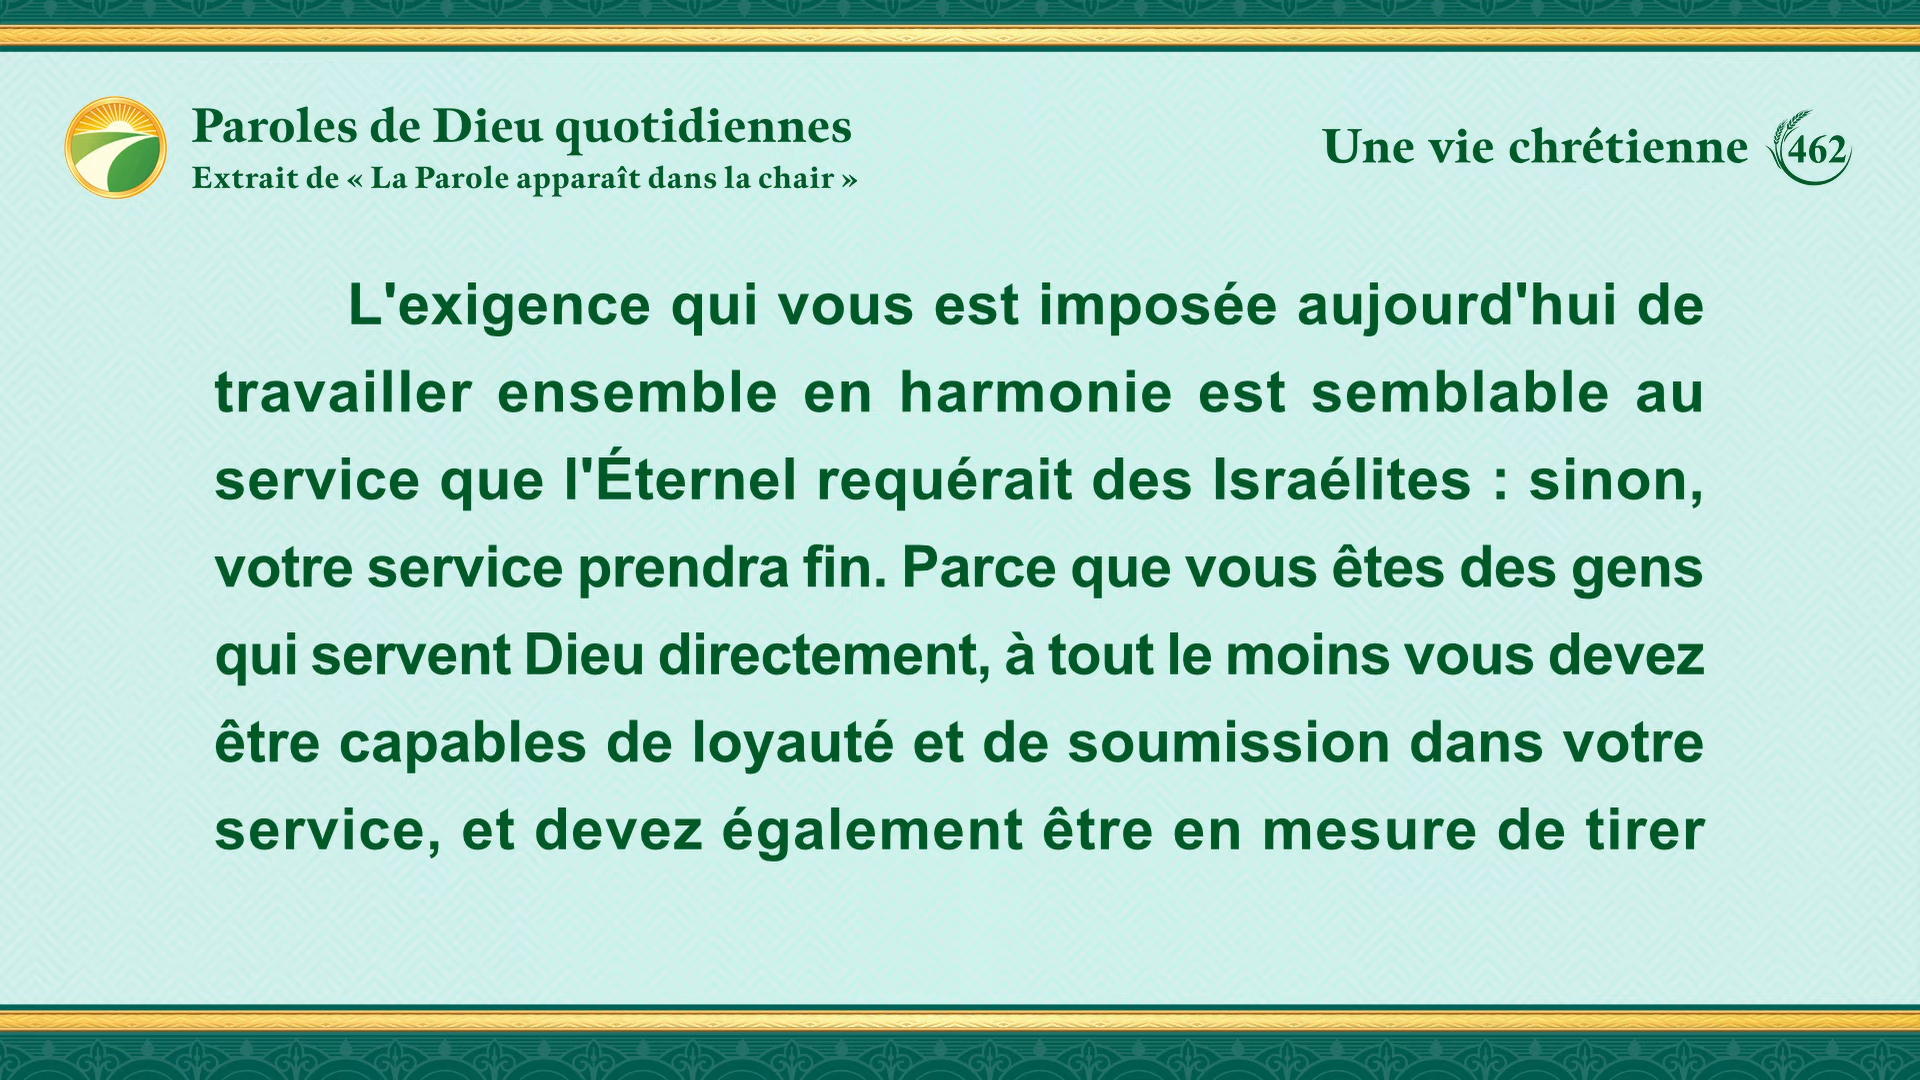 Paroles de Dieu quotidiennes
Extrait de « La Parole apparaît dans la chair »
Une vie chrétienne 462
L'exigence qui vous est imposée aujourd'hui de
travailler ensemble en harmonie est semblable au
service que l'Éternel requérait des Israélites : sinon,
votre service prendra fin. Parce que vous êtes des gens
qui servent Dieu directement, à tout le moins vous devez
être capables de loyauté et de soumission dans votre
service, et devez également être en mesure de tirer